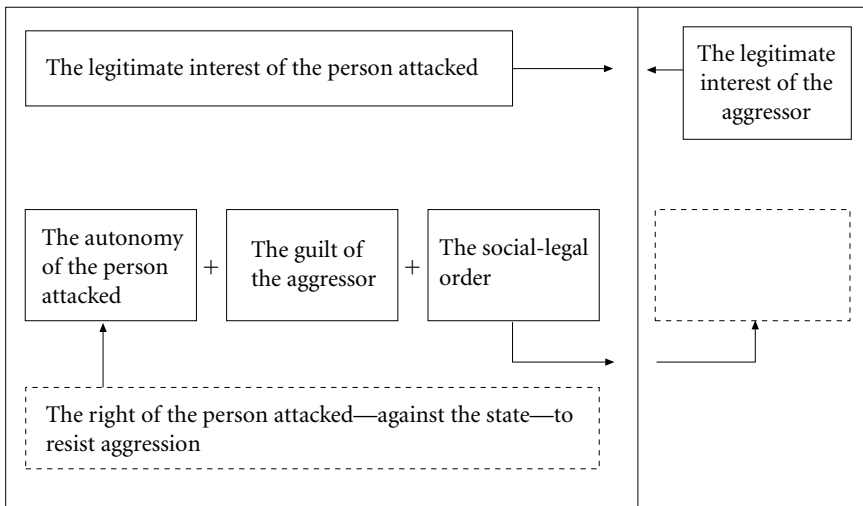 The legitimate interest of the person attacked
The legitimate
interest of the
aggressor
The autonomy
of the person
attacked
+
The guilt of
the aggressor
+
The social-legal
order
The right of the person attacked—against the state—to
resist aggression